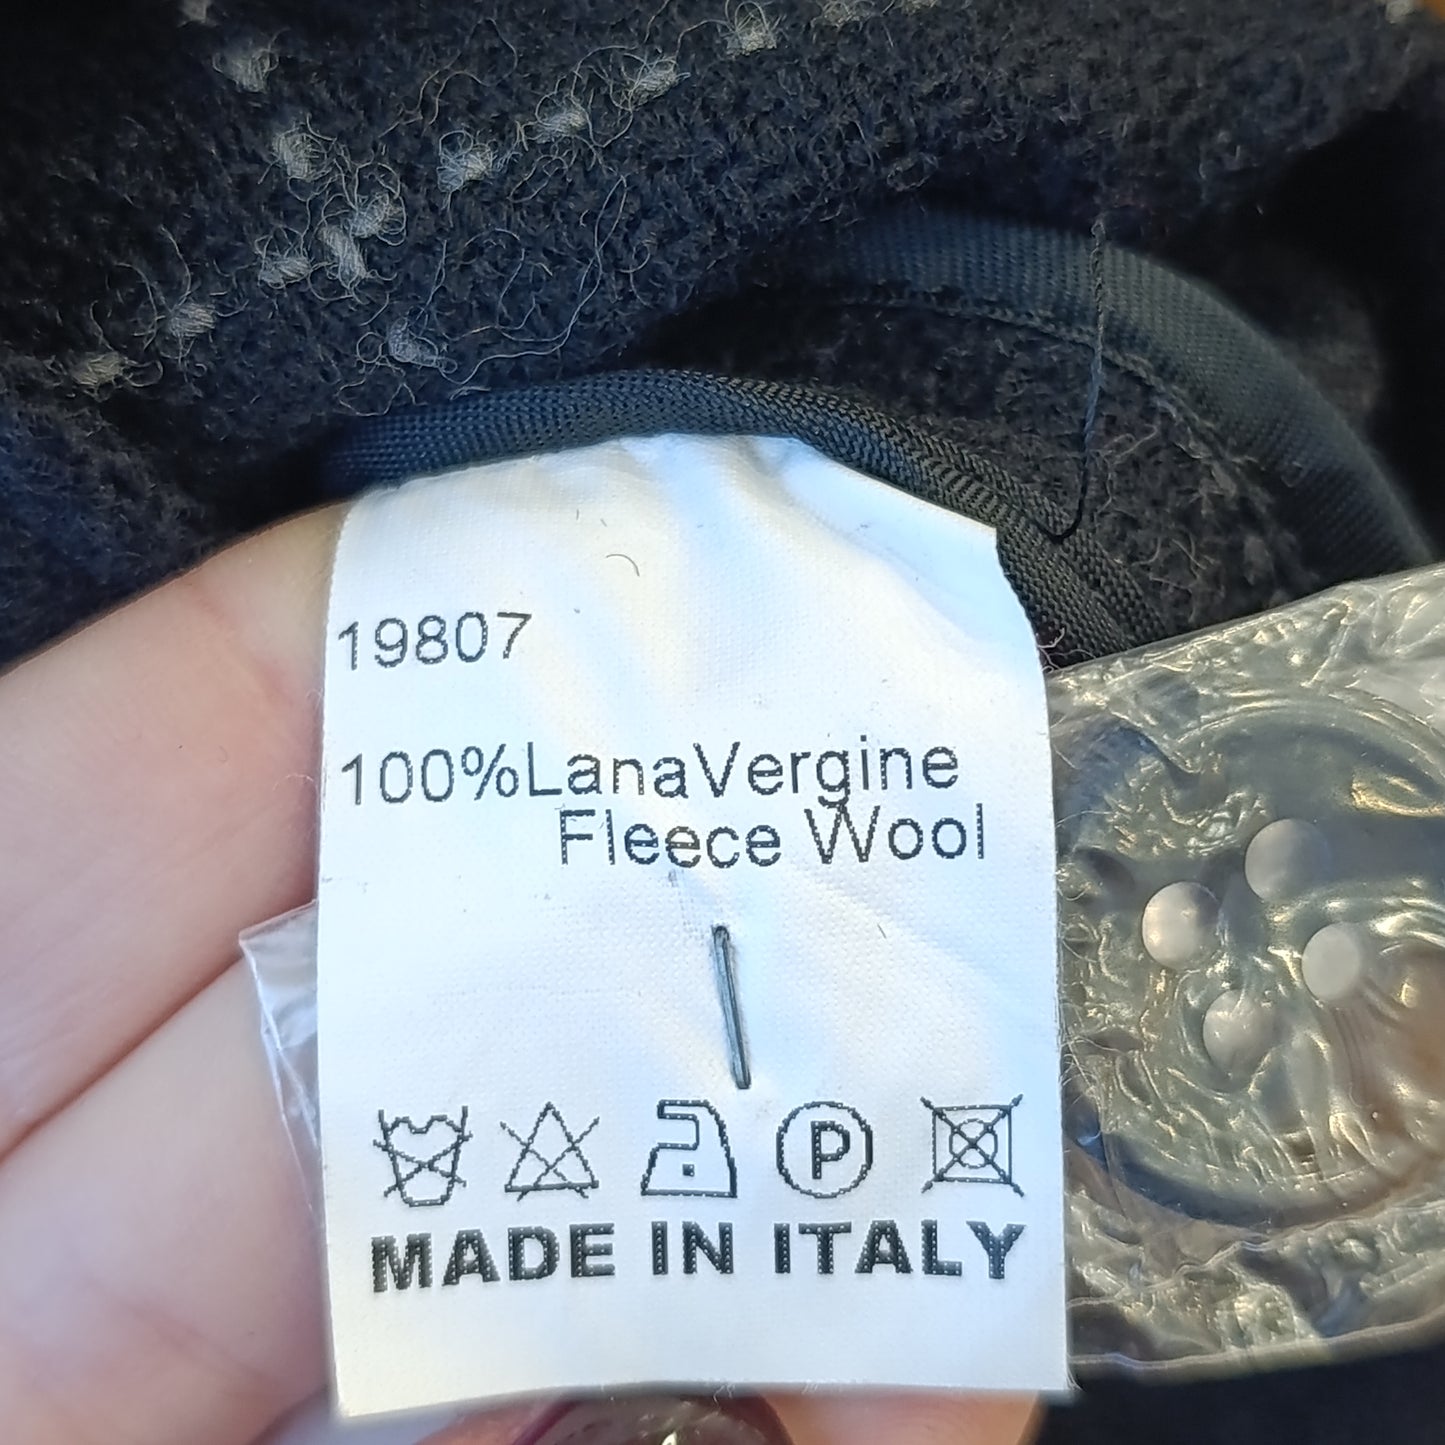 19807
100%LanaVergine
Fleece Wool
P
MADE IN ITALY